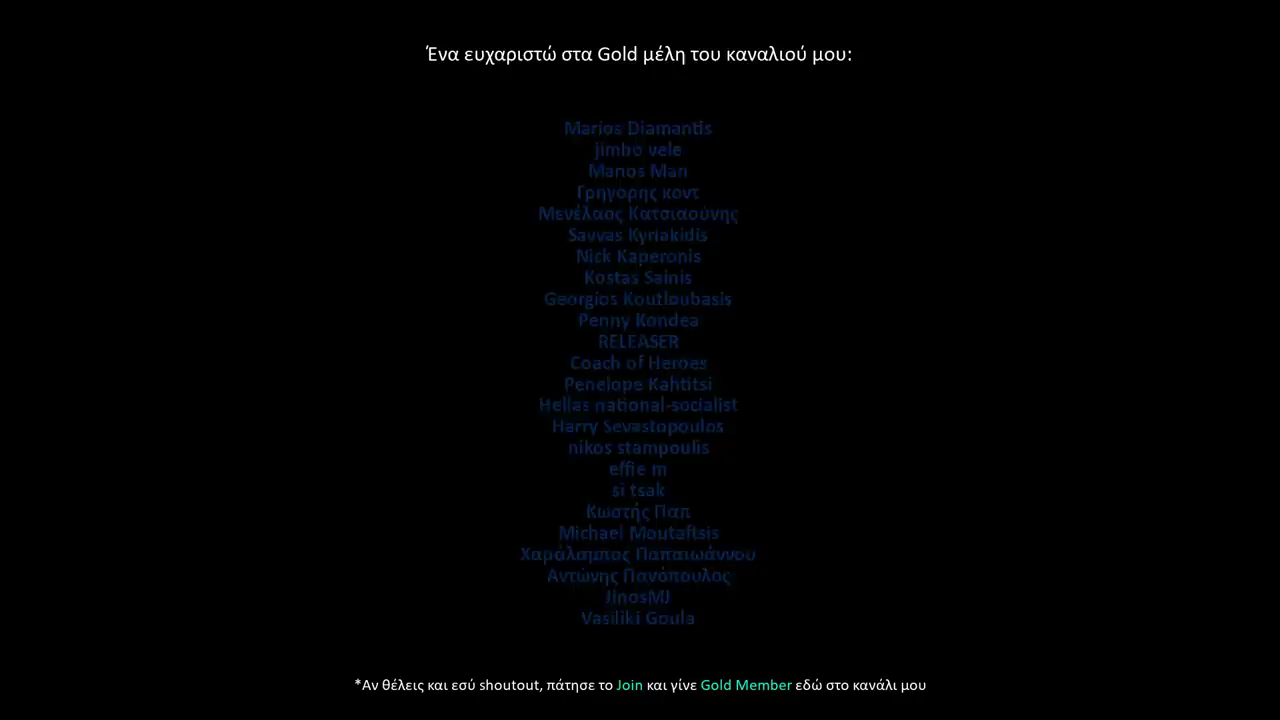 Ένα ευχαριστώ στα Gold μέλη του καναλιού μου:
Marios Diamantis
jimbo vele
Manos Man
Γρηγόρης κοντ
Μενέλαος Κατσιαούνης
Savvas Kyriakidis
Nick Kaperonis
Kostas Sainis
Georgios Koutloubasis
Penny Kondea
RELEASER
Coach of Heroes
Penelope Kahtitsi
Hellas national-socialist
Harry Sevastopoulos
nikos stampoulis
effie m
si tsak
Κωστής Παπ
Michael Moutaftsis
Χαράλαμπος Παπαιωάννου
Αντώνης Πανόπουλος
JinosMJ
Vasiliki Goula
*Αν θέλεις και εσύ shoutout, πάτησε το Join και γίνε Gold Member εδώ στο κανάλι μου